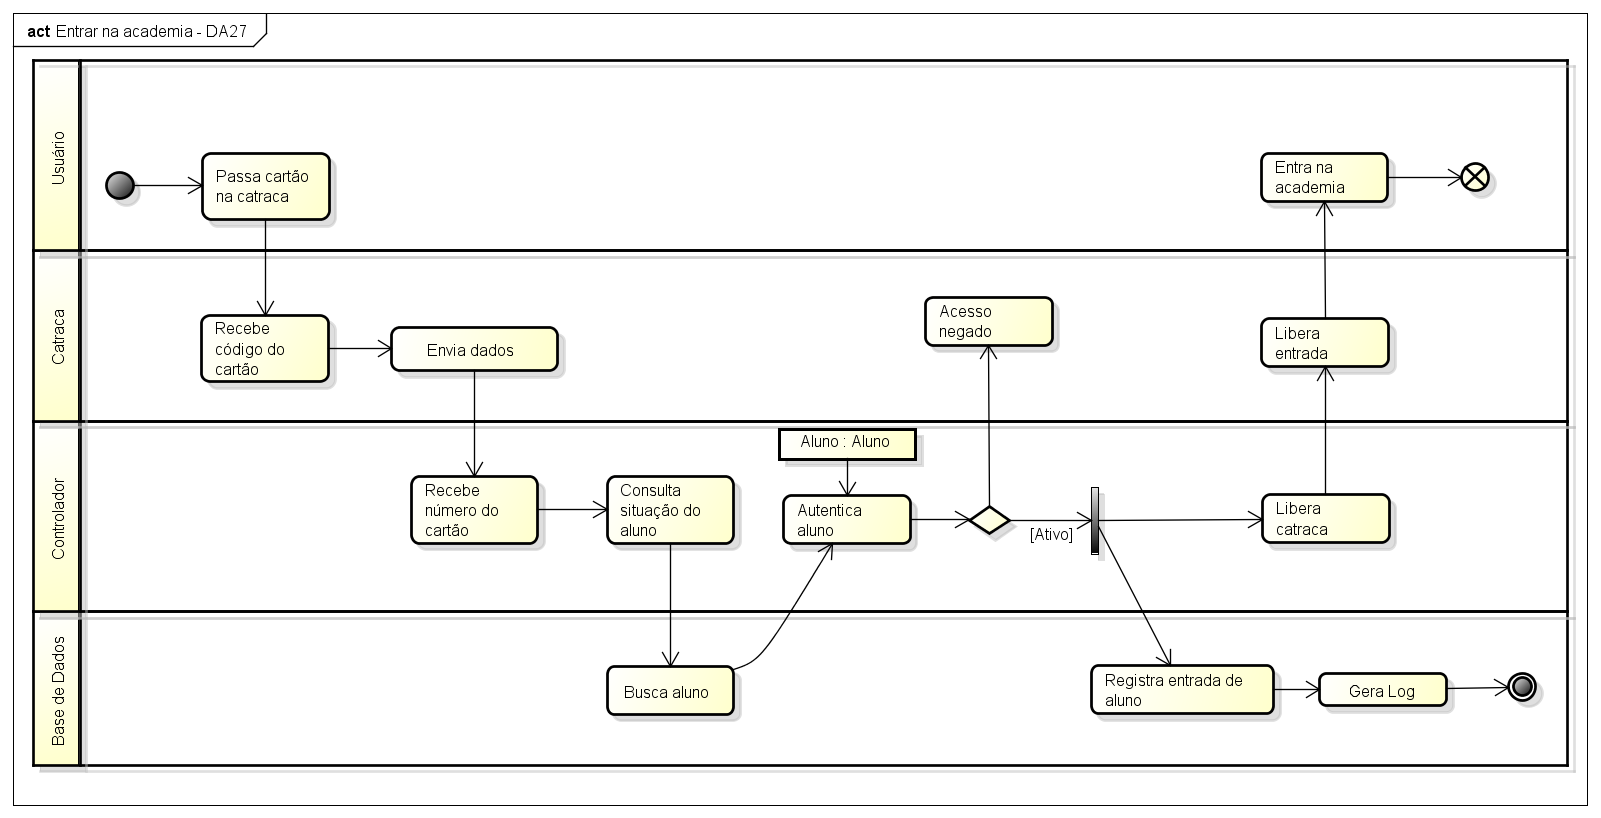 act Entrar na academia - DA27
Usuário
Passa cartão
na catraca
Entra na
academia
Catraca
Recebe
código do
cartão
Envia dados
Acesso
negado
Libera
entrada
Controlador
Recebe
número do
cartão
Consulta
situação do
aluno
Aluno : Aluno
Autentica
aluno
[Ativo]
Libera
catraca
Base de Dados
Busca aluno
Registra entrada de
aluno
Gera Log